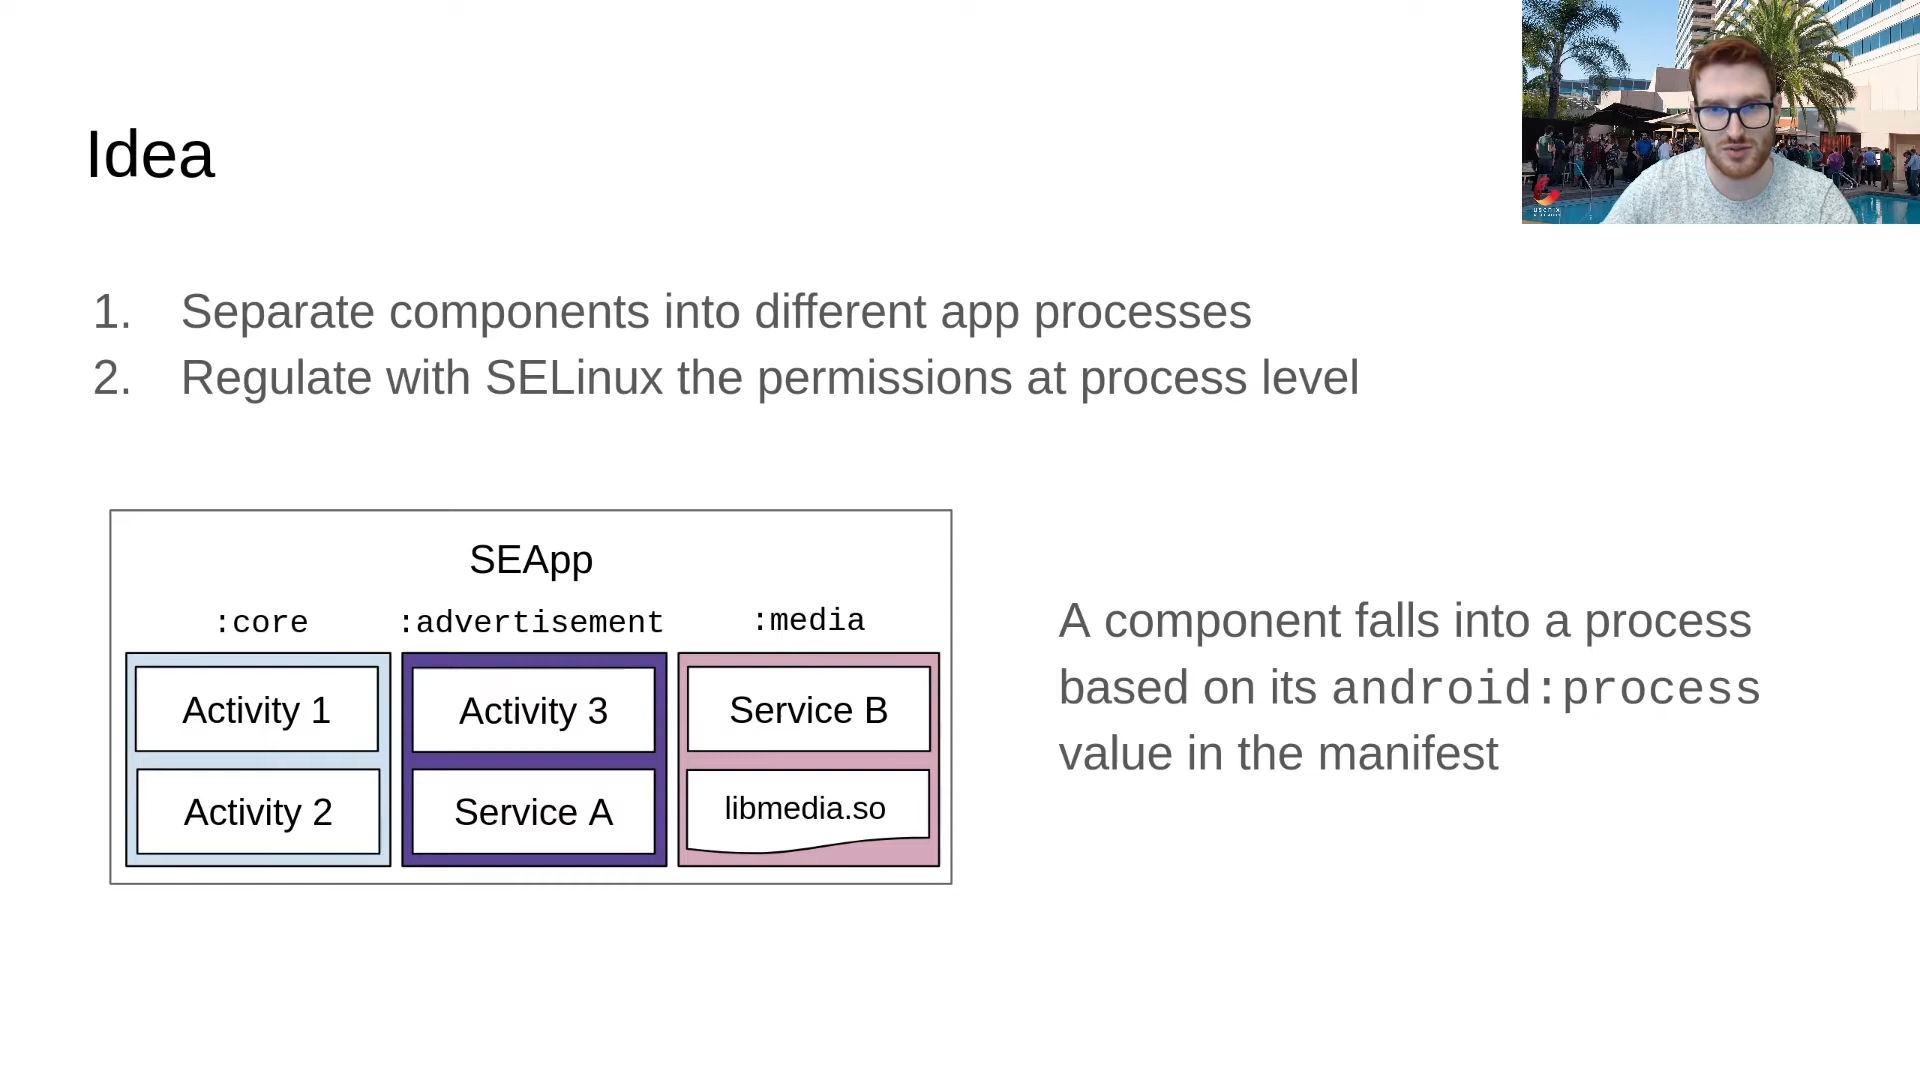 Idea
1. Separate components into different app processes
2. Regulate with SELinux the permissions at process level
SEApp
:core :advertisement :media
Activity 1 Activity 3 Service B
Activity 2 Service A libmedia.so
A component falls into a process
based on its android:process
value in the manifest